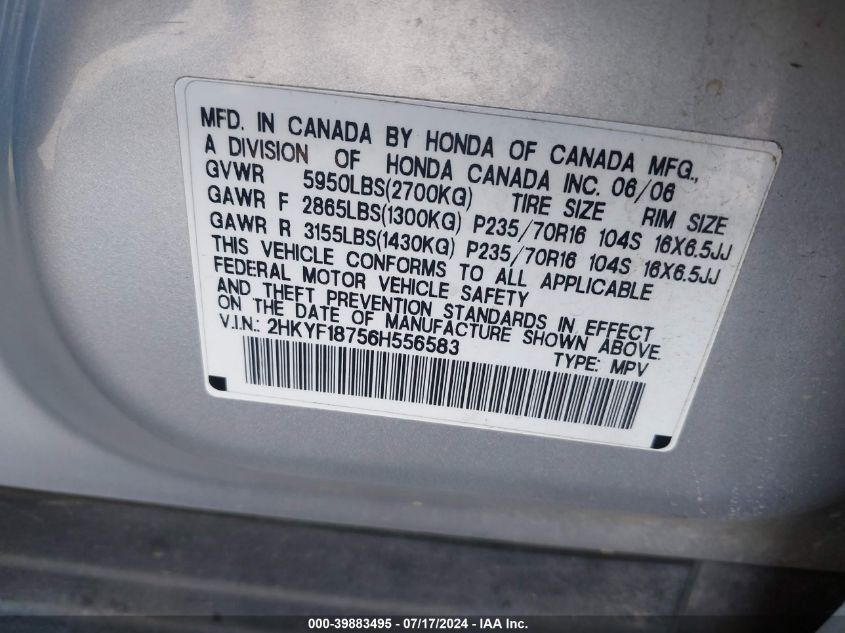 MFD. IN CANADA BY HONDA OF CANADA MFG.,
A DIVISION OF HONDA CANADA INC. 06/06
GVWR 5950LBS(2700KG) TIRE SIZE RIM SIZE
GAWR F 2865LBS(1300KG) P235/70R16 104S 16X6.5JJ
GAWR R 3155LBS(1430KG) P235/70R16 104S 16X6.5JJ
THIS VEHICLE CONFORMS TO ALL APPLICABLE
FEDERAL MOTOR VEHICLE SAFETY
AND THEFT PREVENTION STANDARDS IN EFFECT
ON THE DATE OF MANUFACTURE SHOWN ABOVE.
V.I.N.: 2HKYF18756H556583 TYPE: MPV
000-39883495 - 07/17/2024 - IAA Inc.